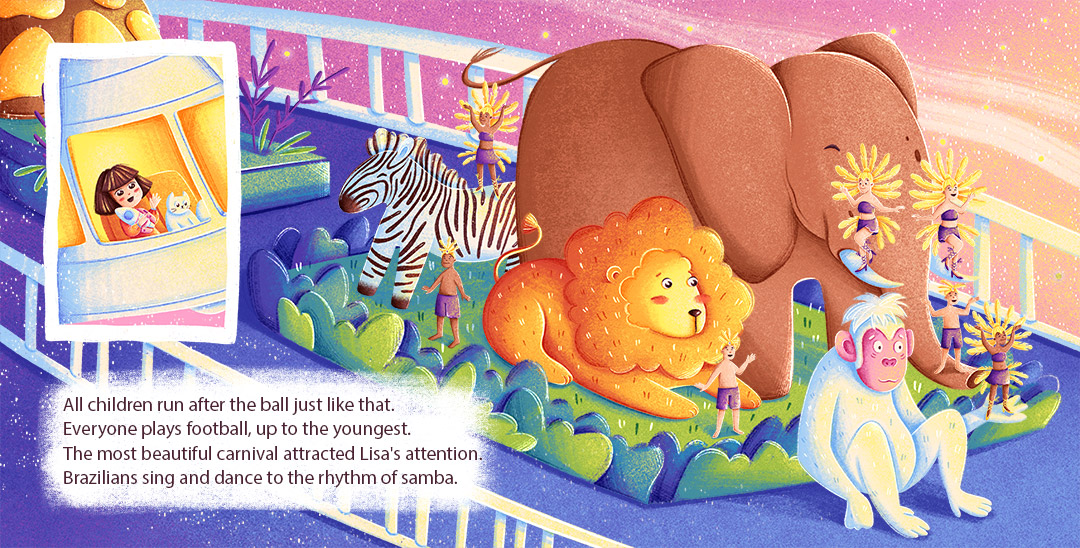 All children run after the ball just like that.
Everyone plays football, up to the youngest.
The most beautiful carnival attracted Lisa's attention.
Brazilians sing and dance to the rhythm of samba.